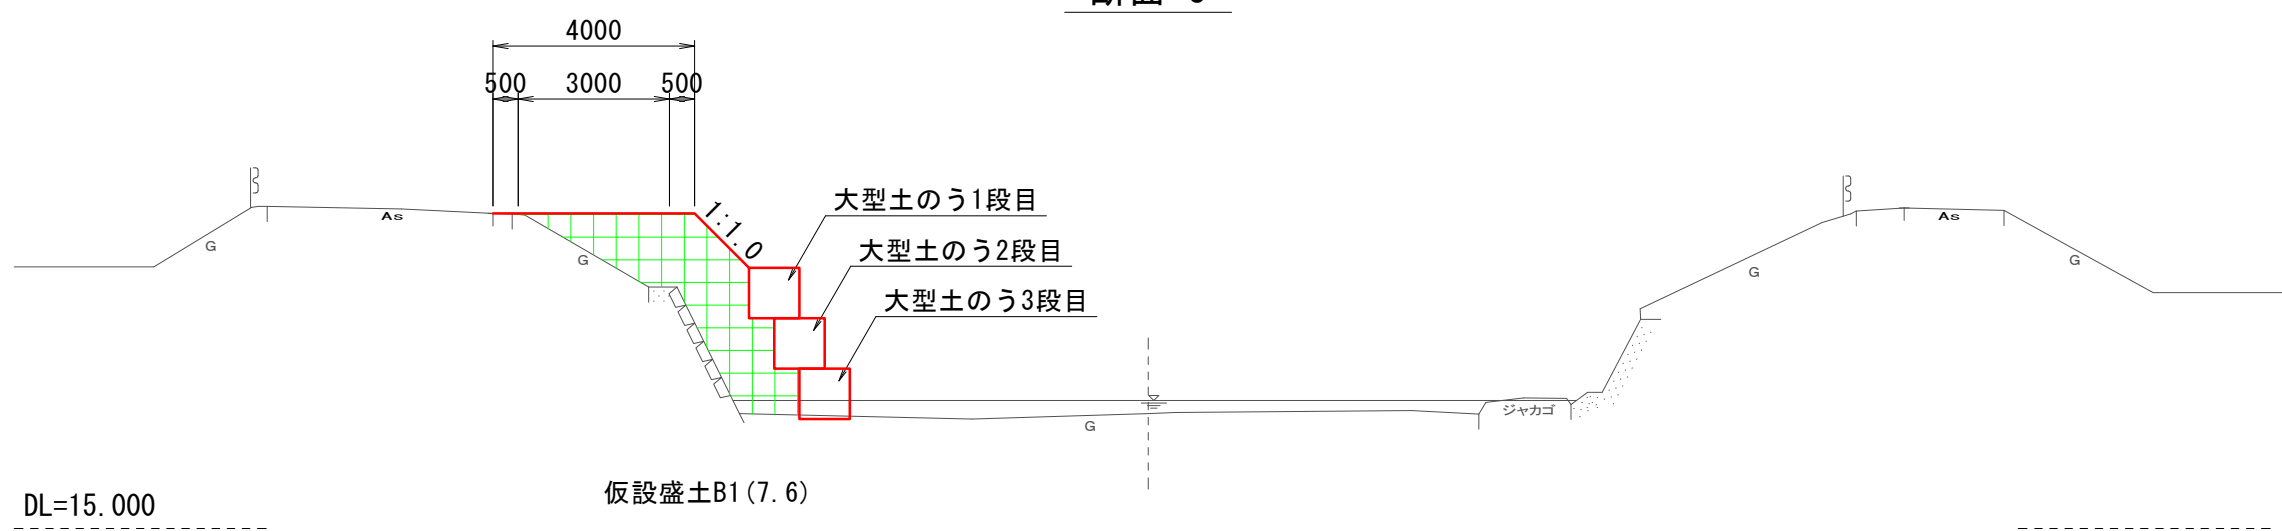 4000
500 3000 500
1:1.0
大型土のう1段目
As
As
G
大型土のう2段目
G
G
G
大型土のう3段目
ジャカゴ
G
仮設盛土B1(7.6)
DL=15.000